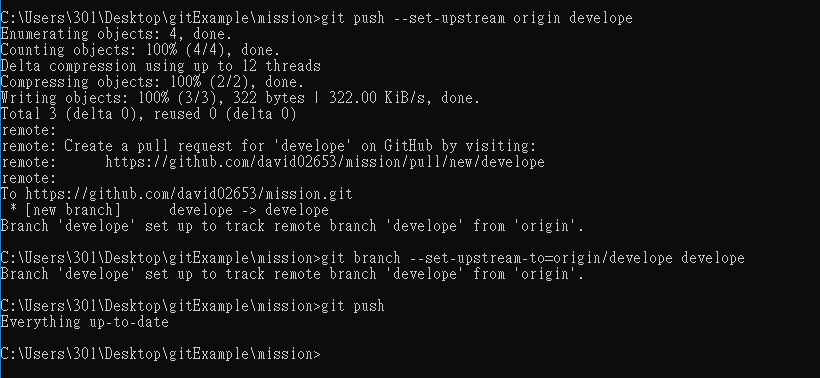 C:\Users\301\Desktop\gitExample\mission>git push --set-upstream origin develope
Enumerating objects: 4, done.
Counting objects: 100% (4/4), done.
Delta compression using up to 12 threads
Compressing objects: 100% (2/2), done.
Writing objects: 100% (3/3), 322 bytes | 322.00 KiB/s, done.
Total 3 (delta 0), reused 0 (delta 0)
remote:
remote: Create a pull request for 'develope' on GitHub by visiting:
remote:      https://github.com/david02653/mission/pull/new/develope
remote:
To https://github.com/david02653/mission.git
 * [new branch]      develope -> develope
Branch 'develope' set up to track remote branch 'develope' from 'origin'.
C:\Users\301\Desktop\gitExample\mission>git branch --set-upstream-to=origin/develope develope
Branch 'develope' set up to track remote branch 'develope' from 'origin'.
C:\Users\301\Desktop\gitExample\mission>git push
Everything up-to-date
C:\Users\301\Desktop\gitExample\mission>